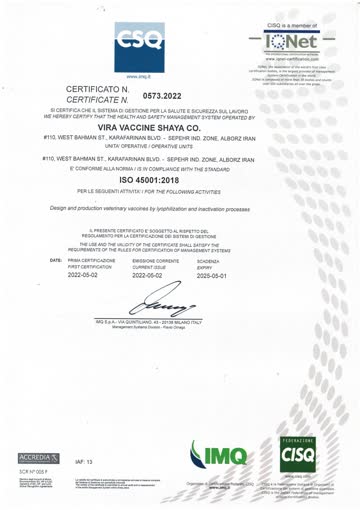 CISQ is a member of
CSQ
IQNet
www.imq.it
www.iqnet-certification.com
CERTIFICATO N.
CERTIFICATE N.
0573.2022
SI CERTIFICA CHE IL SISTEMA DI GESTIONE PER LA SALUTE E SICUREZZA SUL LAVORO
WE HEREBY CERTIFY THAT THE HEALTH AND SAFETY MANAGEMENT SYSTEM OPERATED BY
VIRA VACCINE SHAYA CO.
#110, WEST BAHMAN ST., KARAFARINAN BLVD. - SEPEHR IND. ZONE, ALBORZ IRAN
UNITA' OPERATIVE / OPERATIVE UNITS
#110, WEST BAHMAN ST., KARAFARINAN BLVD. - SEPEHR IND. ZONE, ALBORZ IRAN
E' CONFORME ALLA NORMA / IS IN COMPLIANCE WITH THE STANDARD
ISO 45001:2018
PER LE SEGUENTI ATTIVITA' / FOR THE FOLLOWING ACTIVITIES
Design and production veterinary vaccines by lyophilization and inactivation processes
IL PRESENTE CERTIFICATO E' SOGGETTO AL RISPETTO DEL
REGOLAMENTO PER LA CERTIFICAZIONE DEI SISTEMI DI GESTIONE
THE USE AND THE VALIDITY OF THE CERTIFICATE SHALL SATISFY THE
REQUIREMENTS OF THE RULES FOR CERTIFICATION OF MANAGEMENT SYSTEMS
DATE: PRIMA CERTIFICAZIONE EMISSIONE CORRENTE SCADENZA
FIRST CERTIFICATION CURRENT ISSUE EXPIRY
2022-05-02 2022-05-02 2025-05-01
IMQ S.p.A. - VIA QUINTILIANO, 43 - 20138 MILANO ITALY
Management Systems Division - Flavio Ornago
FEDERAZIONE
CISQ
IMQ
www.imq.it
www.cisq.com
ACCREDIA
IAF: 13
SCR N° 005 F